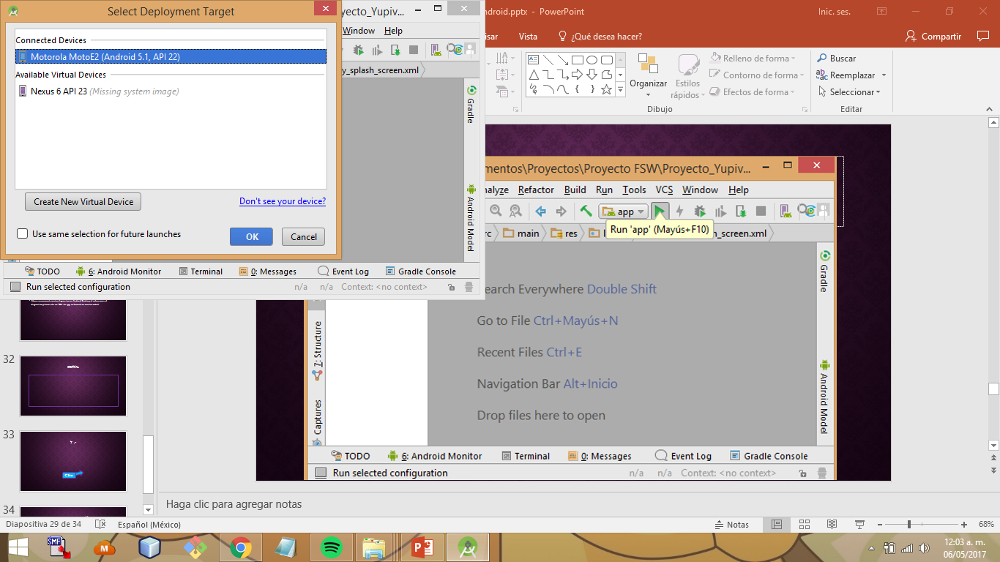 Select Deployment Target
Connected Devices
Motorola MotoE2 (Android 5.1, API 22)
Available Virtual Devices
Nexus 6 API 23 (Missing system image)
Create New Virtual Device
Don't see your device?
Use same selection for future launches
OK
Cancel
yecto_Yupiv...
Window Help
y_splash_screen.xml
Gradle
Android Model
TODO
6: Android Monitor
Terminal
0: Messages
Event Log
Gradle Console
Run selected configuration
n/a n/a Context: <no context>
ndroid.pptx - PowerPoint
Inic. ses.
isar
Vista
¿Qué desea hacer?
Compartir
Organizar
Estilos rápidos
Relleno de forma
Contorno de forma
Efectos de forma
Dibujo
Buscar
Reemplazar
Seleccionar
Editar
mentos\Proyectos\Proyecto FSW\Proyecto_Yupiv...
nalyze Refactor Build Run Tools VCS Window Help
app
Run 'app' (Mayús+F10)
rc
main
res
l
n_screen.xml
earch Everywhere Double Shift
Go to File Ctrl+Mayús+N
Recent Files Ctrl+E
Navigation Bar Alt+Inicio
Drop files here to open
7: Structure
Captures
Gradle
Android Model
TODO
6: Android Monitor
Terminal
0: Messages
Event Log
Gradle Console
Run selected configuration
n/a n/a Context: <no context>
32
NOTA:
33
Clic
34
Haga clic para agregar notas
Diapositiva 29 de 34
Español (México)
Notas
68%
SMF
12:03 a. m.
06/05/2017